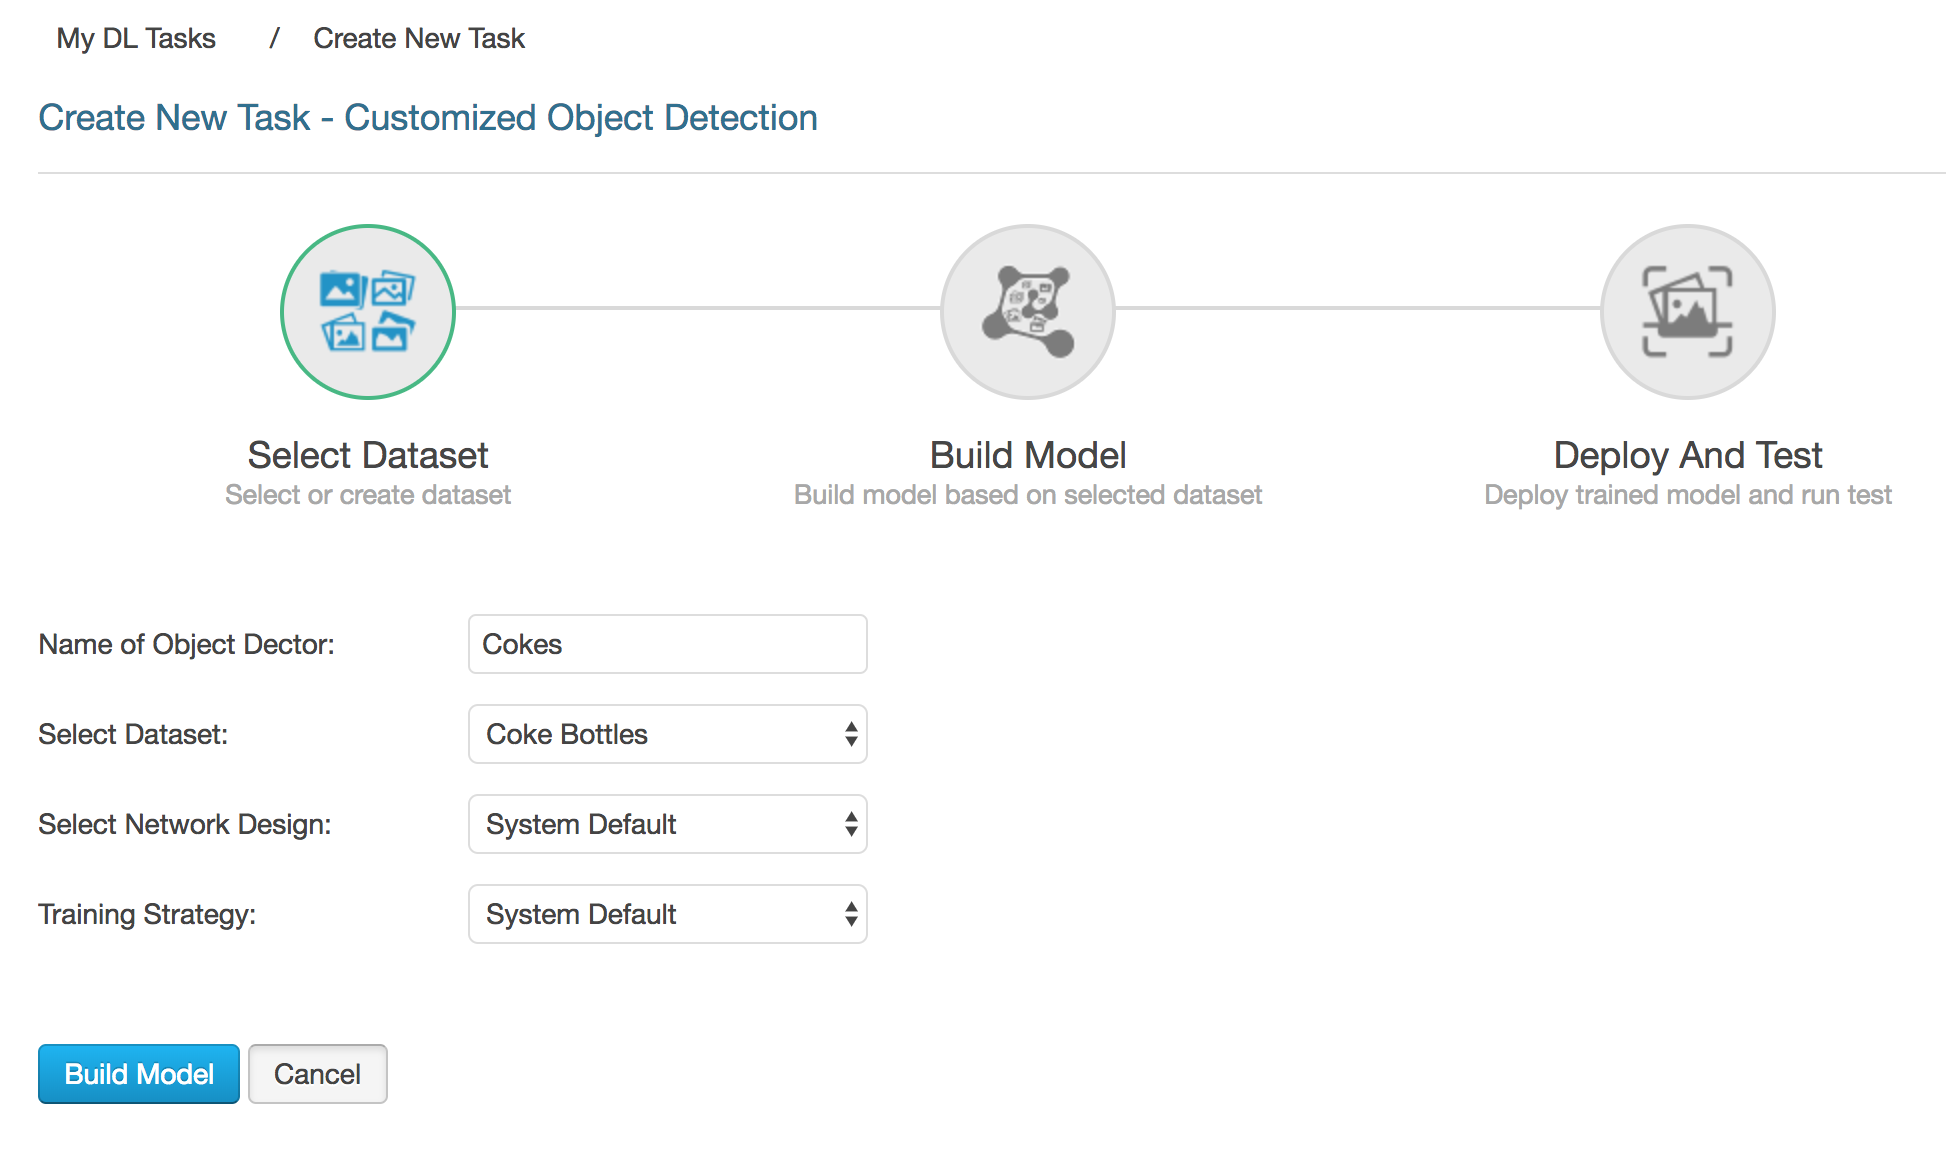 My DL Tasks / Create New Task
Create New Task - Customized Object Detection
Select Dataset
Select or create dataset
Build Model
Build model based on selected dataset
Deploy And Test
Deploy trained model and run test
Name of Object Dector: Cokes
Select Dataset: Coke Bottles
Select Network Design: System Default
Training Strategy: System Default
Build Model Cancel